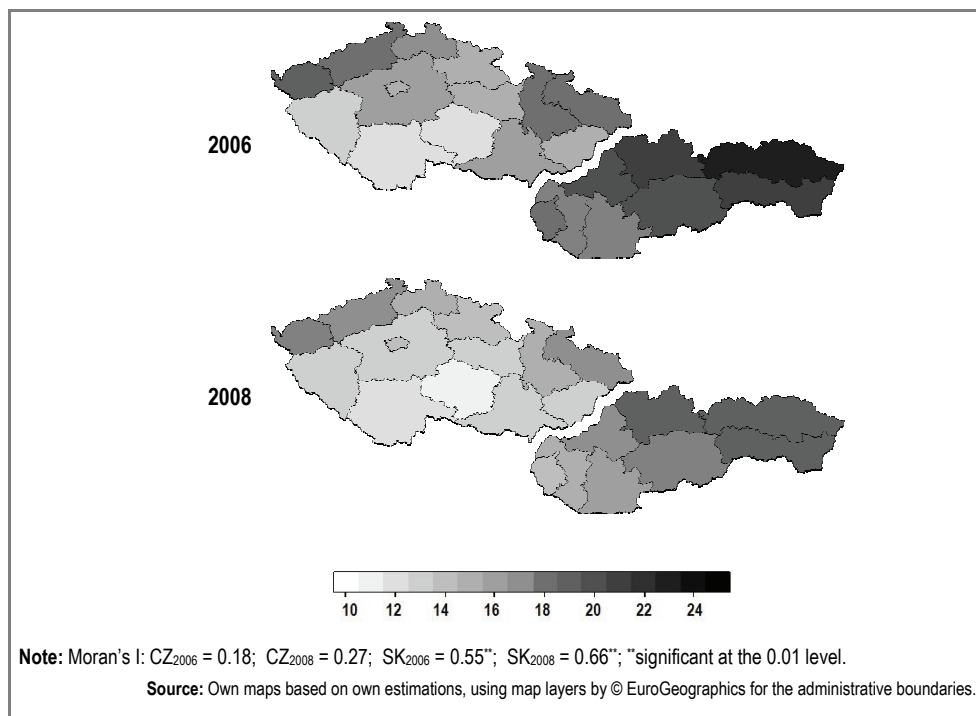 2006
2008
10 12 14 16 18 20 22 24
Note: Moran's I: CZ2006 = 0.18; CZ2008 = 0.27; SK2006 = 0.55**; SK2008 = 0.66**; **significant at the 0.01 level.
Source: Own maps based on own estimations, using map layers by © EuroGeographics for the administrative boundaries.